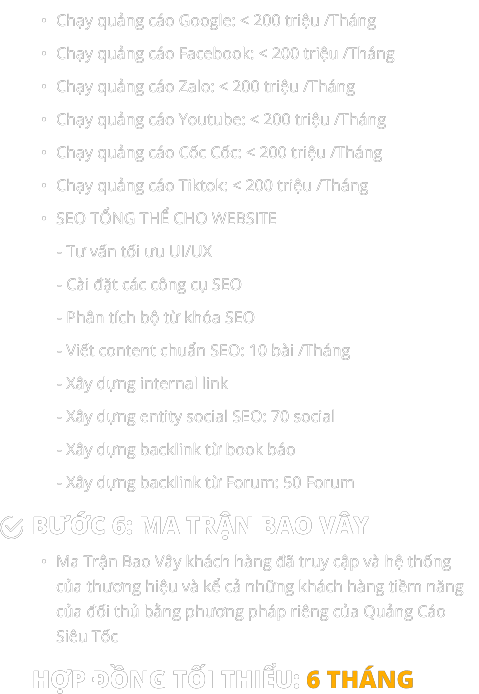 • Chạy quảng cáo Google: < 200 triệu /Tháng
• Chạy quảng cáo Facebook: < 200 triệu /Tháng
• Chạy quảng cáo Zalo: < 200 triệu /Tháng
• Chạy quảng cáo Youtube: < 200 triệu /Tháng
• Chạy quảng cáo Cốc Cốc: < 200 triệu /Tháng
• Chạy quảng cáo Tiktok: < 200 triệu /Tháng
• SEO TỔNG THỂ CHO WEBSITE
- Tư vấn tối ưu UI/UX
- Cài đặt các công cụ SEO
- Phân tích bộ từ khóa SEO
- Viết content chuẩn SEO: 10 bài /Tháng
- Xây dựng internal link
- Xây dựng entity social SEO: 70 social
- Xây dựng backlink từ book báo
- Xây dựng backlink từ Forum: 50 Forum
BƯỚC 6: MA TRẬN BAO VÂY
• Ma Trận Bao Vây khách hàng đã truy cập và hệ thống
của thương hiệu và kể cả những khách hàng tiềm năng
của đối thủ bằng phương pháp riêng của Quảng Cáo
Siêu Tốc
HỢP ĐỒNG TỐI THIỂU: 6 THÁNG